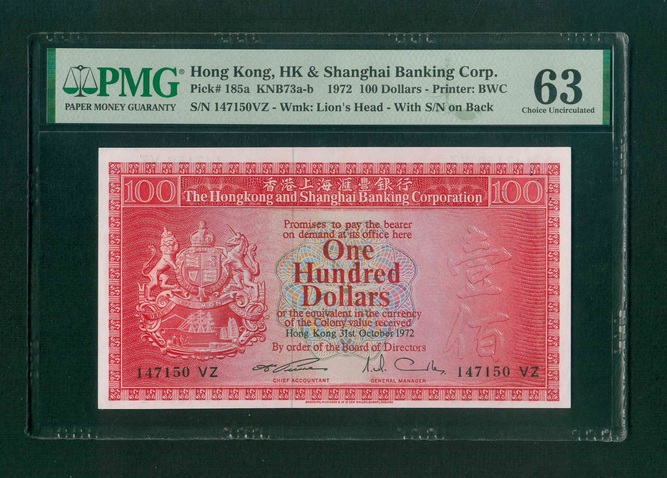 PMG®
PAPER MONEY GUARANTY
Hong Kong, HK & Shanghai Banking Corp.
Pick# 185a KNB73a-b 1972 100 Dollars - Printer: BWC
S/N 147150VZ - Wmk: Lion's Head - With S/N on Back
63
Choice Uncirculated
100
香港上海滙豐銀行
The Hongkong and Shanghai Banking Corporation
100
Promises to pay the bearer
on demand at its office here
One
Hundred
Dollars
or the equivalent in the currency
of the Colony value received
Hong Kong 31st October 1972
By order of the Board of Directors
壹
佰
147150 VZ
CHIEF ACCOUNTANT
GENERAL MANAGER
147150 VZ